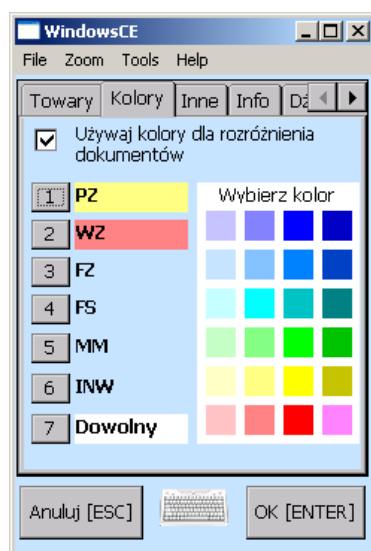 WindowsCE
File Zoom Tools Help
Towary Kolory Inne Info Dź
Używaj kolory dla rozróżnienia
dokumentów
Wybierz kolor
1 PZ
2 WZ
3 FZ
4 FS
5 MM
6 INW
7 Dowolny
Anuluj [ESC] OK [ENTER]